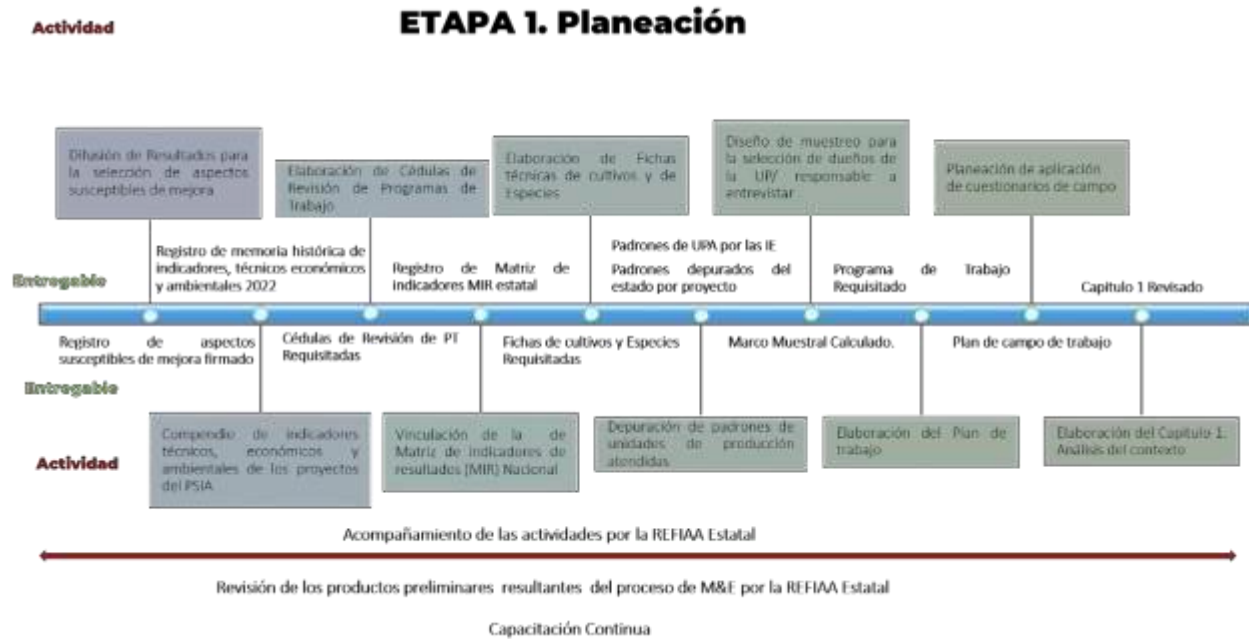 Actividad
ETAPA 1. Planeación
Difusión de Resultados para
la selección de aspectos
susceptibles de mejora
Elaboración de Cédulas de
Revisión de Programas de
Trabajo
Elaboración de Fichas
técnicas de cultivos y de
Especies
Diseño de muestreo para
la selección de dueños de
la UP/ responsable a
entrevistar
Planeación de aplicación
de cuestionarios de campo
Entregable
Registro de memoria histórica de
indicadores, técnicos económicos
y ambientales 2022
Registro de Matriz de
indicadores MIR estatal
Padrones de UPA por las IE
Padrones depurados del
estado por proyecto
Programa de Trabajo
Requisitado
Capitulo 1 Revisado
Registro de aspectos
susceptibles de mejora firmado
Cédulas de Revisión de PT
Requisitadas
Fichas de cultivos y Especies
Requisitadas
Marco Muestral Calculado.
Plan de campo de trabajo
Entregable
Actividad
Compendio de indicadores
técnicos, económicos y
ambientales de los proyectos
del PSIA
Vinculación de la de
Matriz de indicadores de
resultados (MIR) Nacional
Depuración de padrones de
unidades de producción
atendidas
Elaboración del Plan de
trabajo
Elaboración del Capitulo 1.
Análisis del contexto
Acompañamiento de las actividades por la REFIAA Estatal
Revisión de los productos preliminares resultantes del proceso de M&E por la REFIAA Estatal
Capacitación Continua